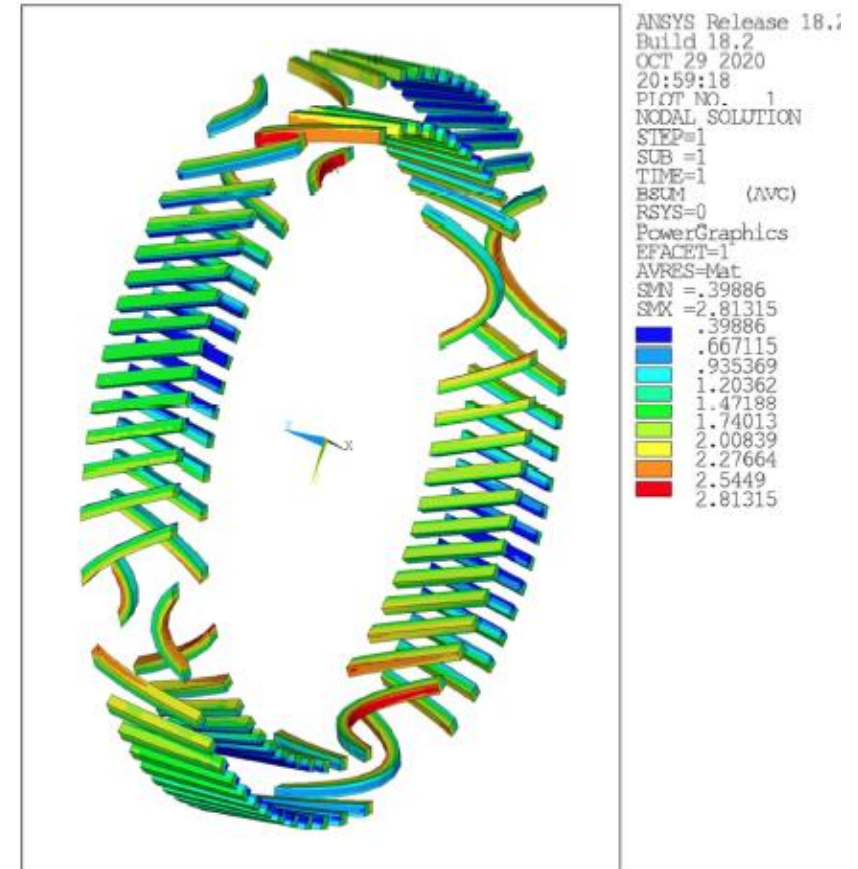 ANSYS Release 18.2
Build 18.2
OCT 29 2020
20:59:18
PLOT NO. 1
NODAL SOLUTION
STEP=1
SUB =1
TIME=1
BSUM (AVG)
RSYS=0
PowerGraphics
EFACET=1
AVRES=Mat
SMN =.39886
SMX =2.81315
.39886
.667115
.935369
1.20362
1.47188
1.74013
2.00839
2.27664
2.5449
2.81315
X